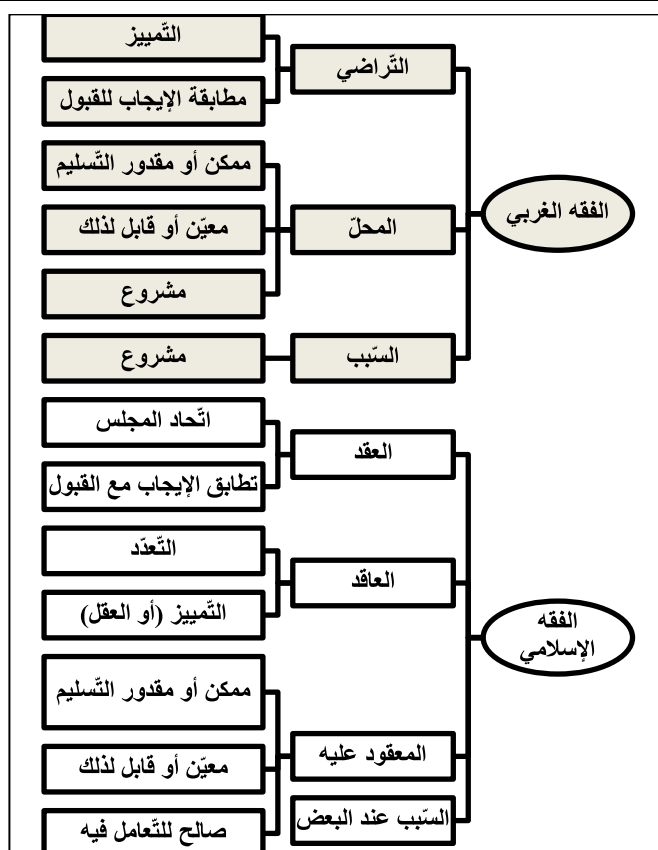 الفقه الغربي
التّراضي
التّمييز
مطابقة الإيجاب للقبول
المحلّ
ممكن أو مقدور التّسليم
معيّن أو قابل لذلك
مشروع
السّبب
مشروع
الفقه
الإسلامي
العقد
اتّحاد المجلس
تطابق الإيجاب مع القبول
العاقد
التّعدّد
التّمييز (أو العقل)
المعقود عليه
ممكن أو مقدور التّسليم
معيّن أو قابل لذلك
صالح للتّعامل فيه
السّبب عند البعض